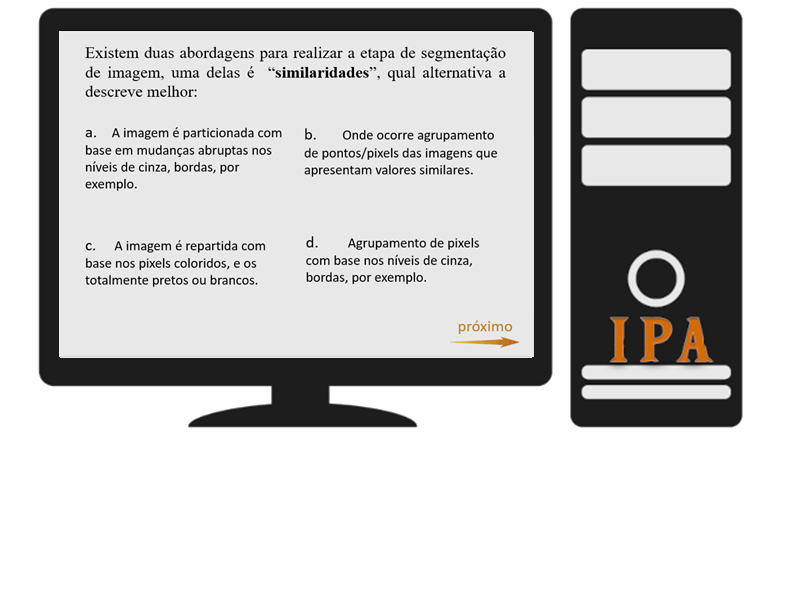 Existem duas abordagens para realizar a etapa de segmentação
de imagem, uma delas é “similaridades”, qual alternativa a
descreve melhor:
a. A imagem é particionada com
base em mudanças abruptas nos
níveis de cinza, bordas, por
exemplo.
b. Onde ocorre agrupamento
de pontos/pixels das imagens que
apresentam valores similares.
c. A imagem é repartida com
base nos pixels coloridos, e os
totalmente pretos ou brancos.
d. Agrupamento de pixels
com base nos níveis de cinza,
bordas, por exemplo.
próximo
IPA